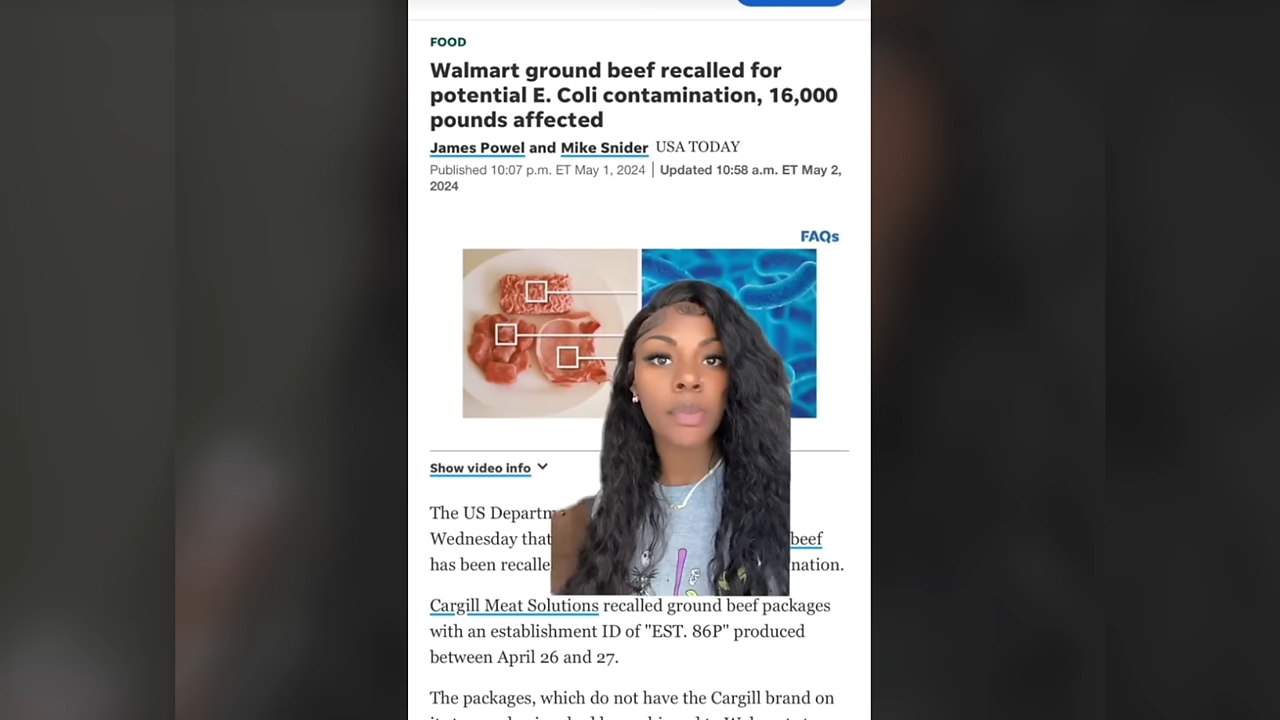 FOOD
Walmart ground beef recalled for
potential E. Coli contamination, 16,000
pounds affected
James Powel and Mike Snider USA TODAY
Published 10:07 p.m. ET May 1, 2024 | Updated 10:58 a.m. ET May 2,
2024
FAQs
Show video info
The US
Wednesday that beef
has been
Cargill Meat Solutions recalled ground beef packages
with an establishment ID of "EST. 86P" produced
between April 26 and 27.
The packages, which do not have the Cargill brand on